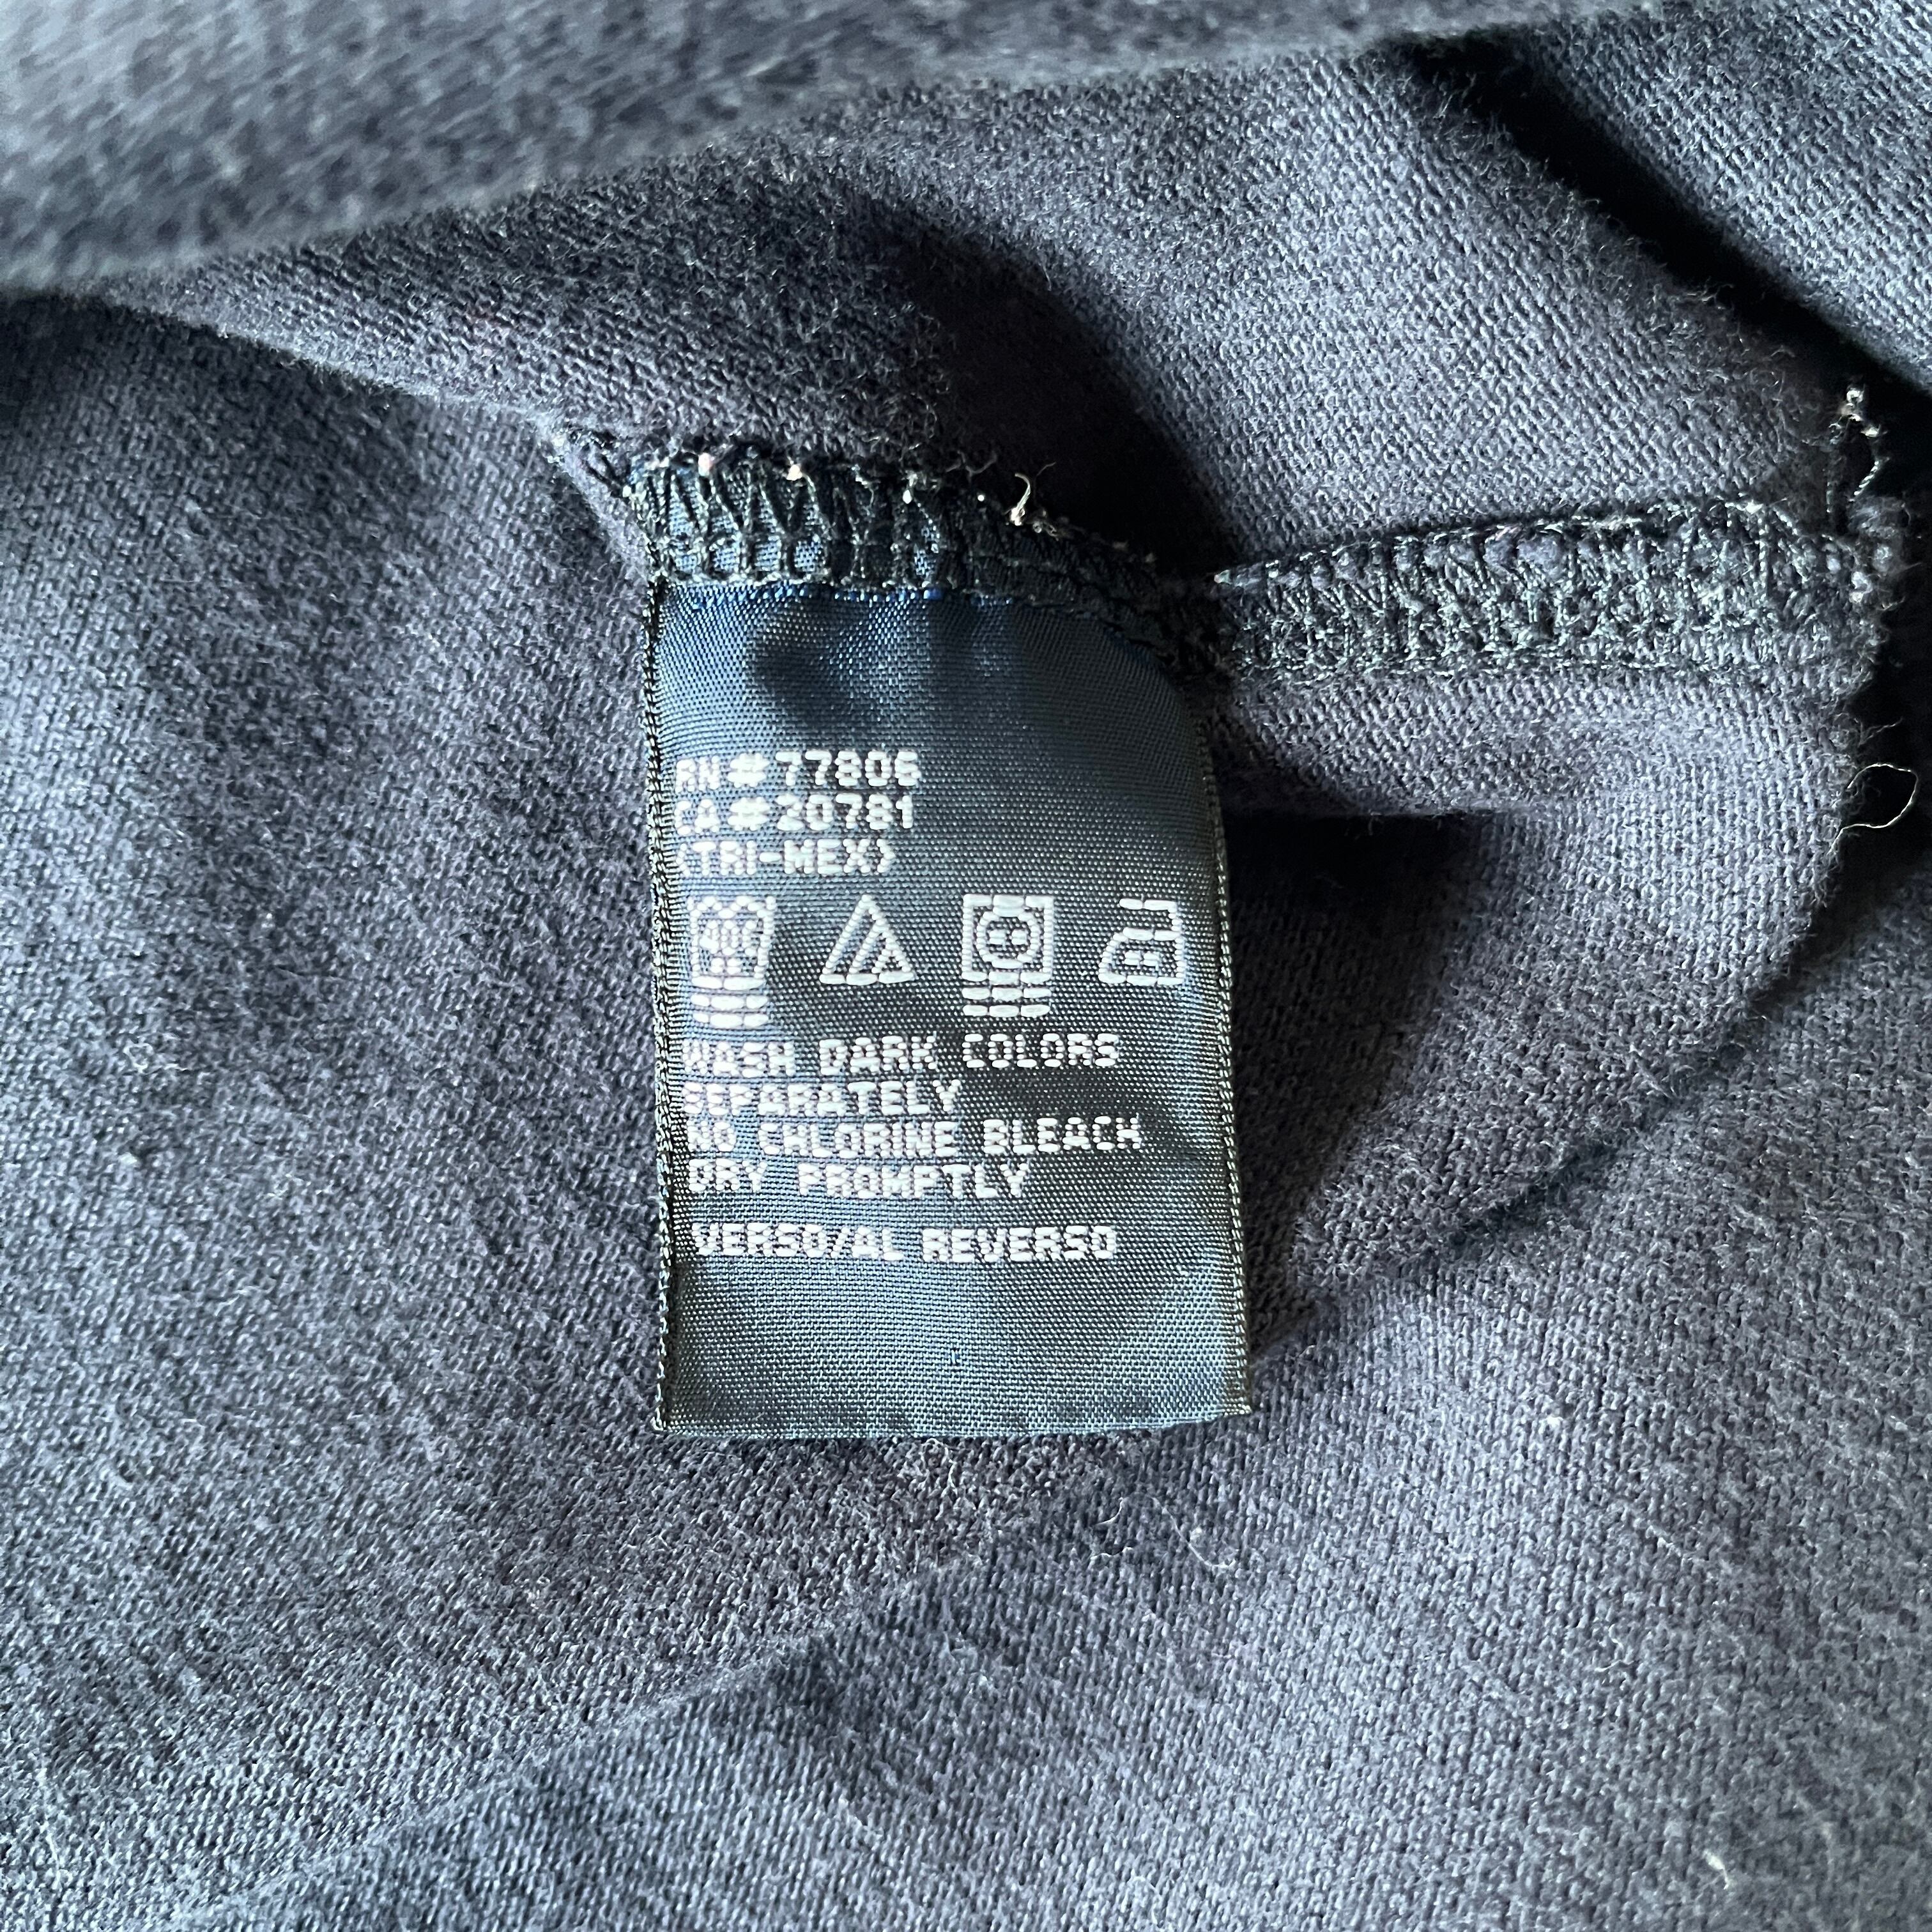 RN#77806
CA#20781
(TRI-MEX)
WASH DARK COLORS
SEPARATELY
NO CHLORINE BLEACH
DRY PROMPTLY
VERSO/AL REVERSO